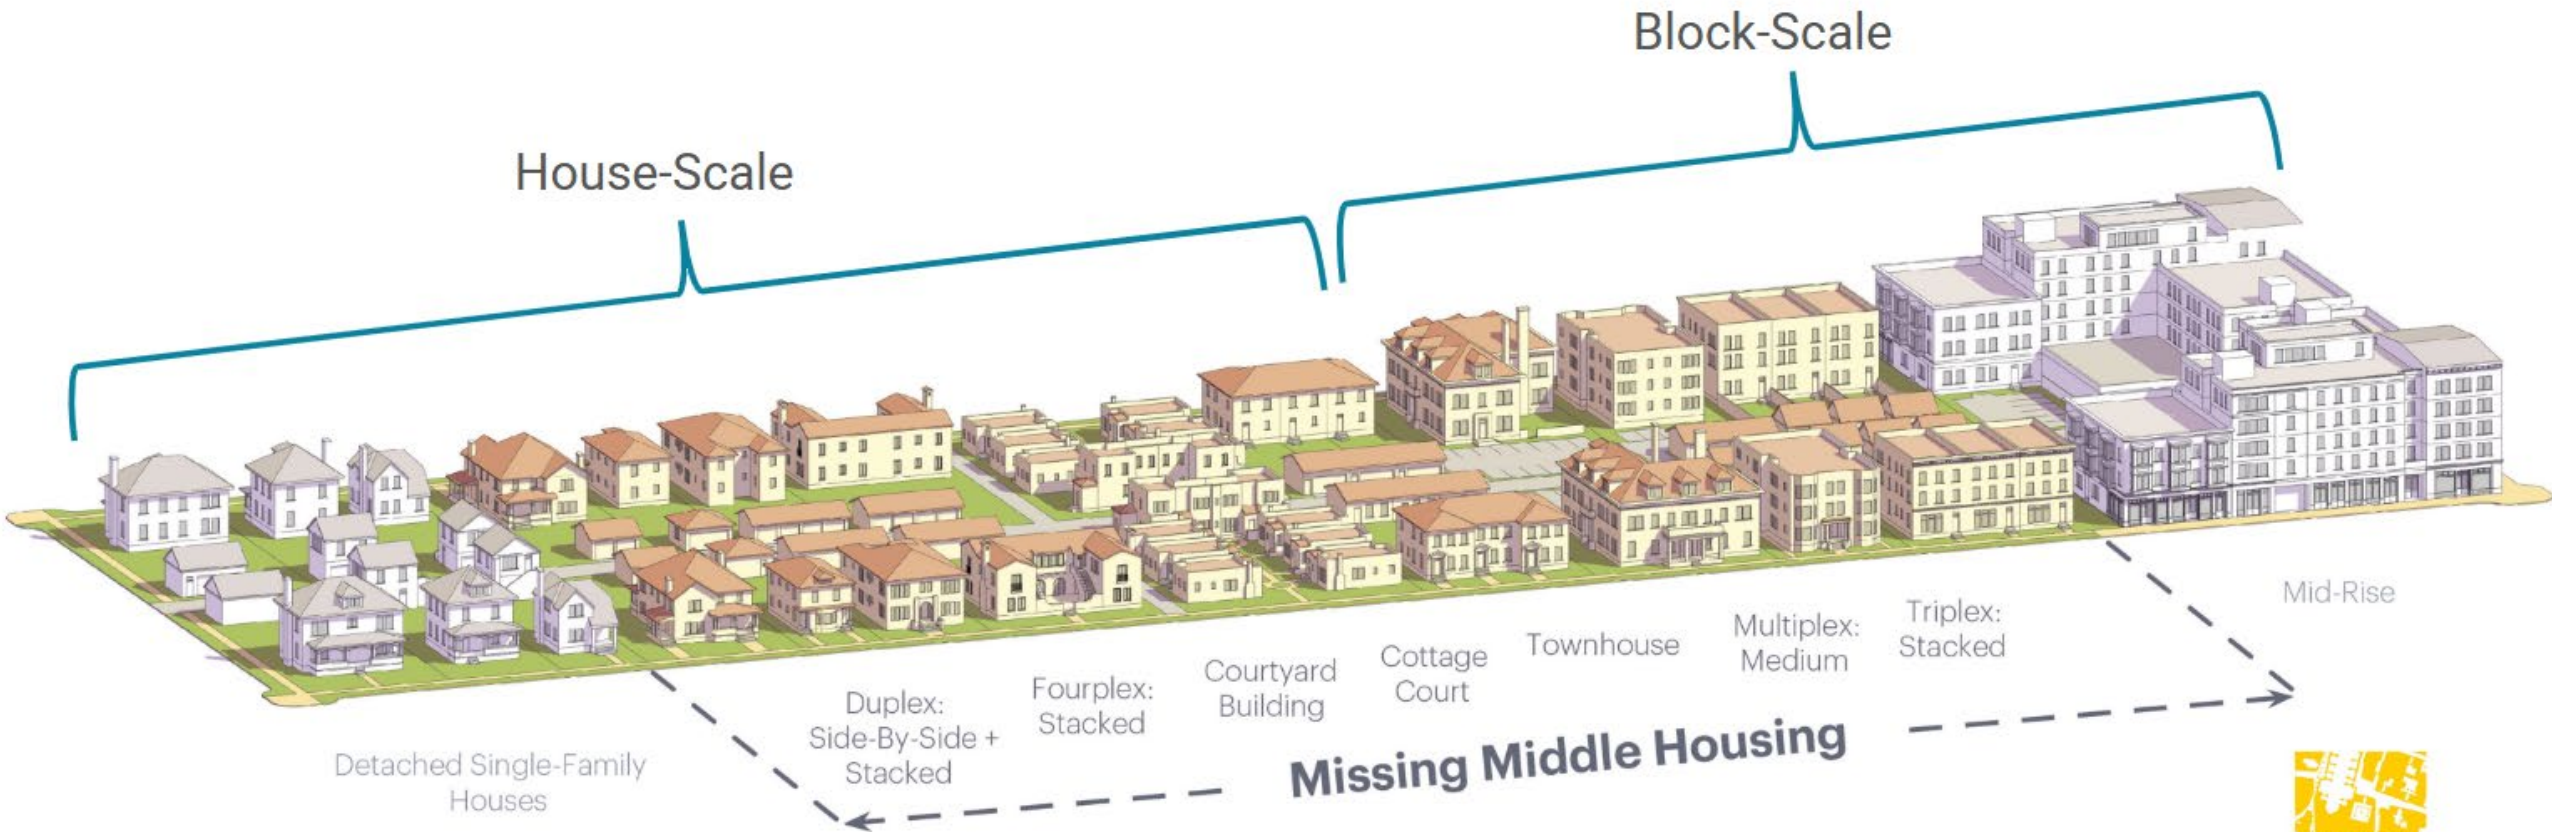 Block-Scale
House-Scale
Detached Single-Family
Houses
Duplex:
Side-By-Side +
Stacked
Fourplex:
Stacked
Courtyard
Building
Cottage
Court
Townhouse
Multiplex:
Medium
Triplex:
Stacked
Mid-Rise
Missing Middle Housing